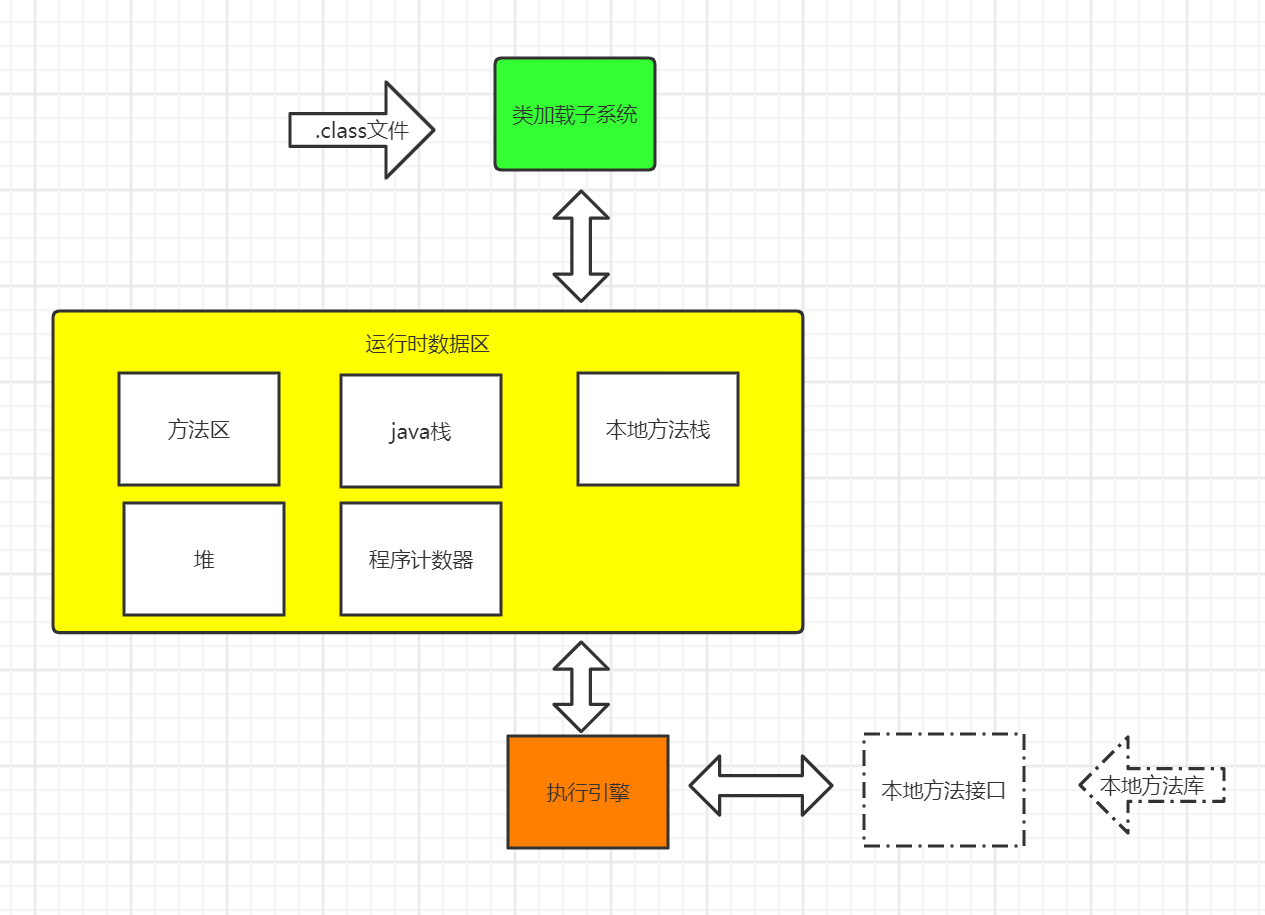 类加载子系统
.class文件
运行时数据区
方法区
java栈
本地方法栈
堆
程序计数器
执行引擎
本地方法接口
本地方法库